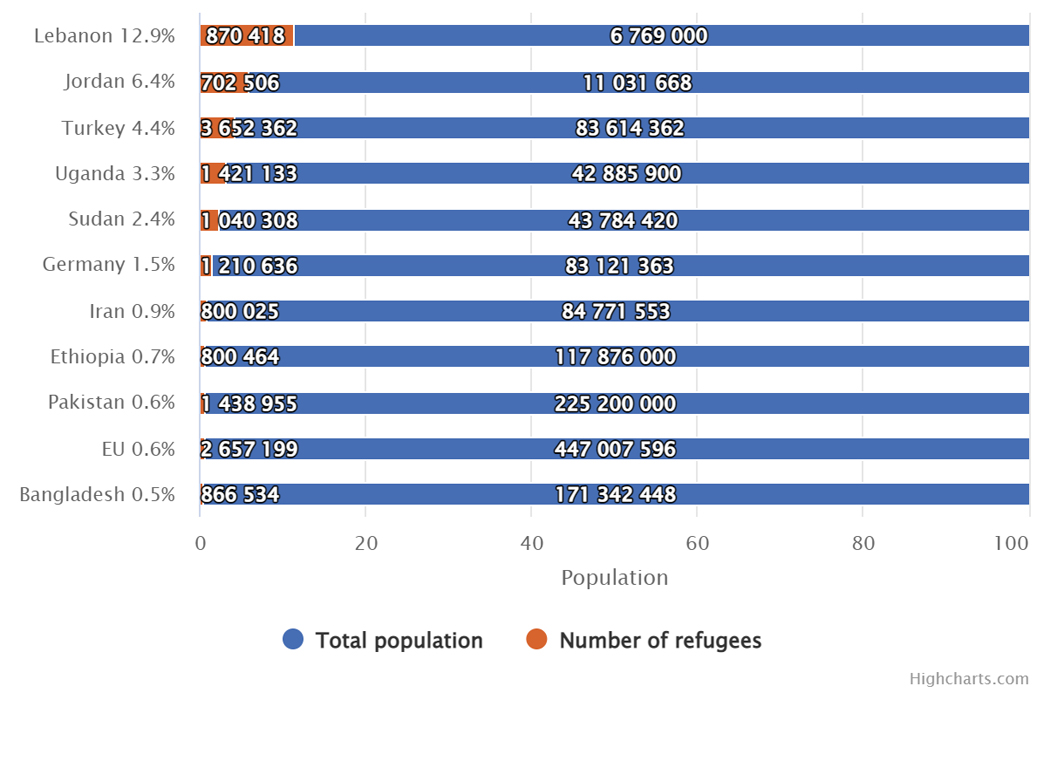 Lebanon 12.9% 870 418 6 769 000
Jordan 6.4% 702 506 11 031 668
Turkey 4.4% 3 652 362 83 614 362
Uganda 3.3% 1 421 133 42 885 900
Sudan 2.4% 1 040 308 43 784 420
Germany 1.5% 1 210 636 83 121 363
Iran 0.9% 800 025 84 771 553
Ethiopia 0.7% 800 464 117 876 000
Pakistan 0.6% 1 438 955 225 200 000
EU 0.6% 2 657 199 447 007 596
Bangladesh 0.5% 866 534 171 342 448
0 20 40 60 80 100
Population
Total population Number of refugees
Highcharts.com